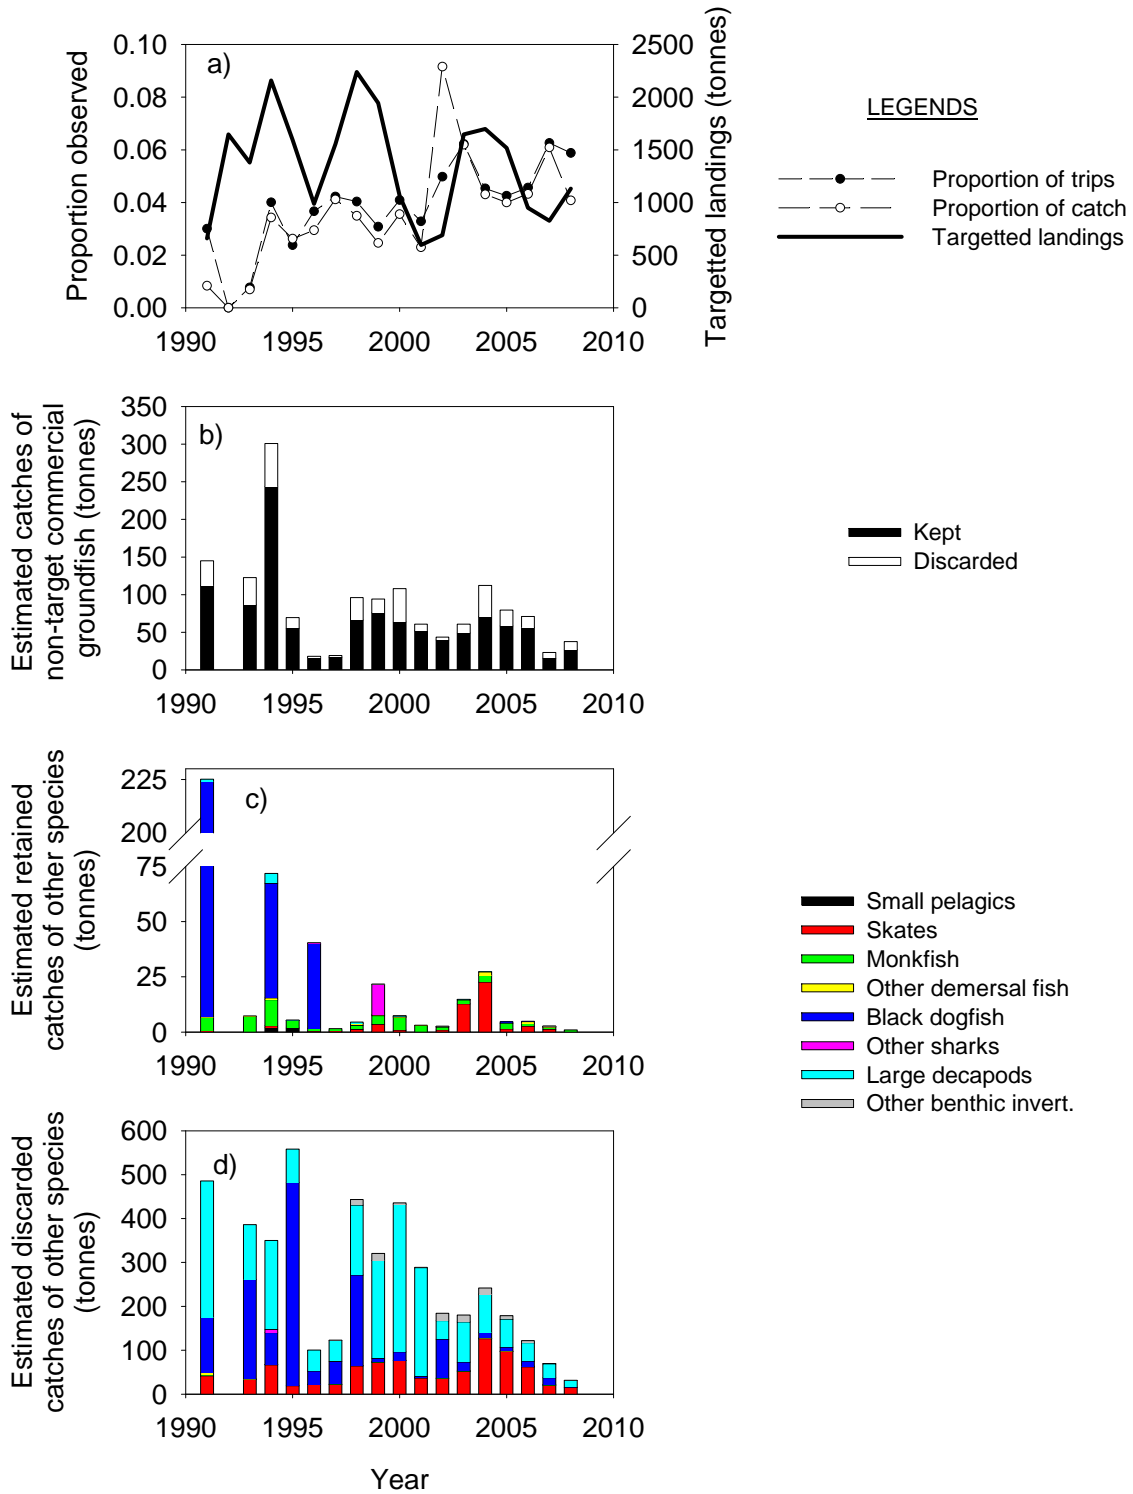 a)
Proportion observed
0.10
0.08
0.06
0.04
0.02
0.00
2500
2000
1500
1000
500
0
Targetted landings (tonnes)
1990 1995 2000 2005 2010
LEGENDS
Proportion of trips
Proportion of catch
Targetted landings
b)
Estimated catches of
non-target commercial
groundfish (tonnes)
350
300
250
200
150
100
50
0
1990 1995 2000 2005 2010
Kept
Discarded
c)
Estimated retained
catches of other species
(tonnes)
225
200
75
50
25
0
1990 1995 2000 2005 2010
Small pelagics
Skates
Monkfish
Other demersal fish
Black dogfish
Other sharks
Large decapods
Other benthic invert.
d)
Estimated discarded
catches of other species
(tonnes)
600
500
400
300
200
100
0
1990 1995 2000 2005 2010
Year